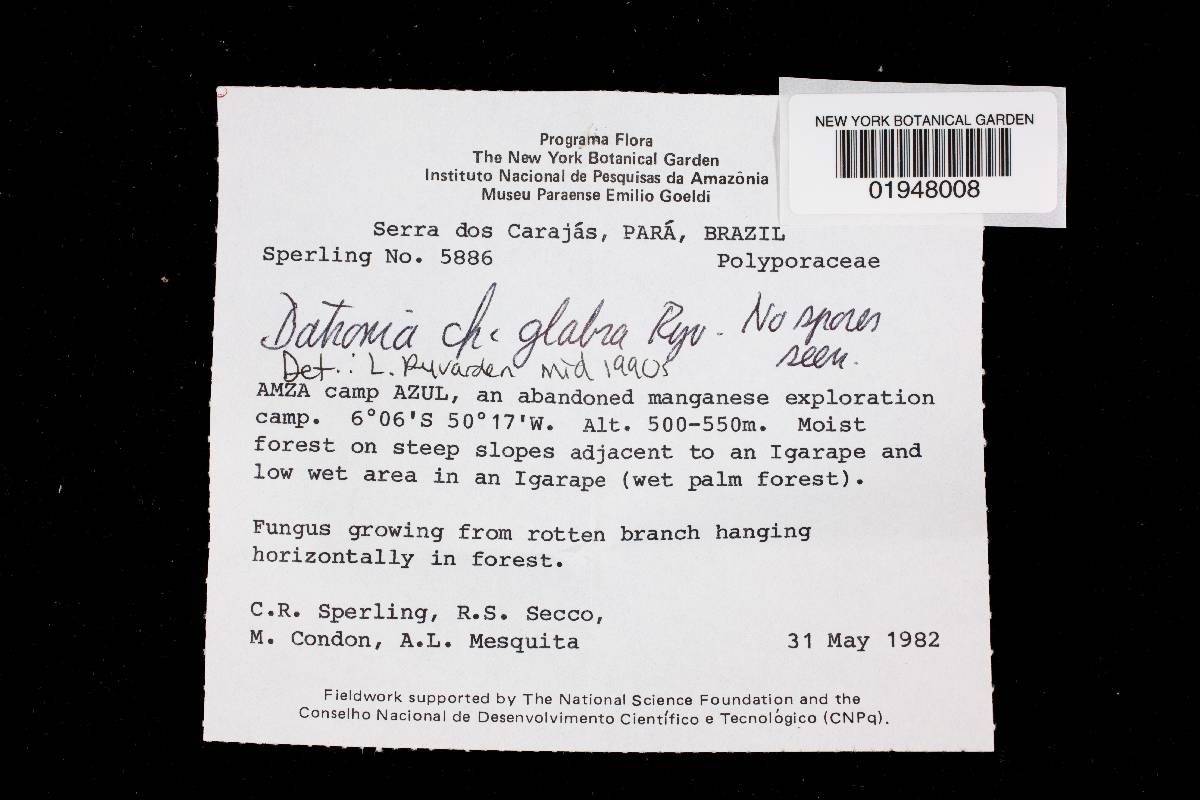 NEW YORK BOTANICAL GARDEN
01948008
Programa Flora
The New York Botanical Garden
Instituto Nacional de Pesquisas da Amazônia
Museu Paraense Emilio Goeldi
Serra dos Carajás, PARÁ, BRAZIL
Sperling No. 5886 Polyporaceae
Datronia glabra Ryv. No spores
seen.
Det.: L. Ryvarden mid 1990s
AMZA camp AZUL, an abandoned manganese exploration
camp. 6°06'S 50°17'W. Alt. 500-550m. Moist
forest on steep slopes adjacent to an Igarape and
low wet area in an Igarape (wet palm forest).
Fungus growing from rotten branch hanging
horizontally in forest.
C.R. Sperling, R.S. Secco,
M. Condon, A.L. Mesquita 31 May 1982
Fieldwork supported by The National Science Foundation and the
Conselho Nacional de Desenvolvimento Científico e Tecnológico (CNPq).